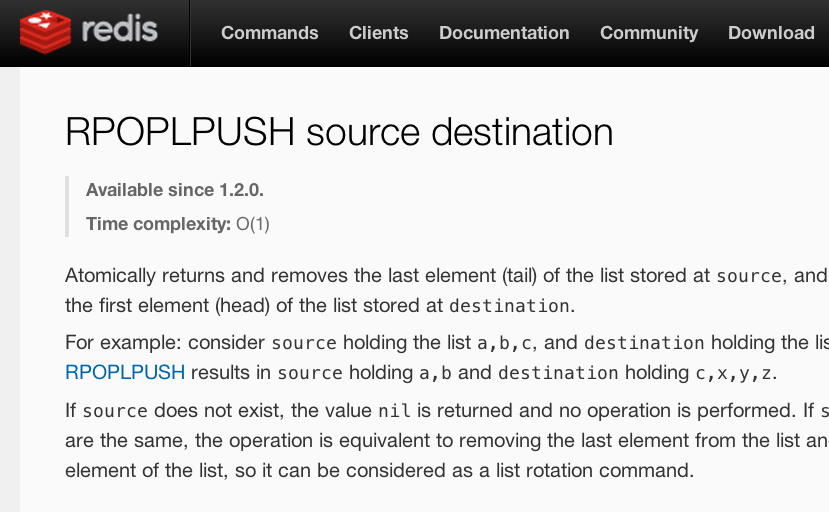 redis
Commands Clients Documentation Community Download
RPOPLPUSH source destination
Available since 1.2.0.
Time complexity: O(1)
Atomically returns and removes the last element (tail) of the list stored at source, and
the first element (head) of the list stored at destination.
For example: consider source holding the list a,b,c, and destination holding the lis
RPOPLPUSH results in source holding a,b and destination holding c,x,y,z.
If source does not exist, the value nil is returned and no operation is performed. If s
are the same, the operation is equivalent to removing the last element from the list an
element of the list, so it can be considered as a list rotation command.